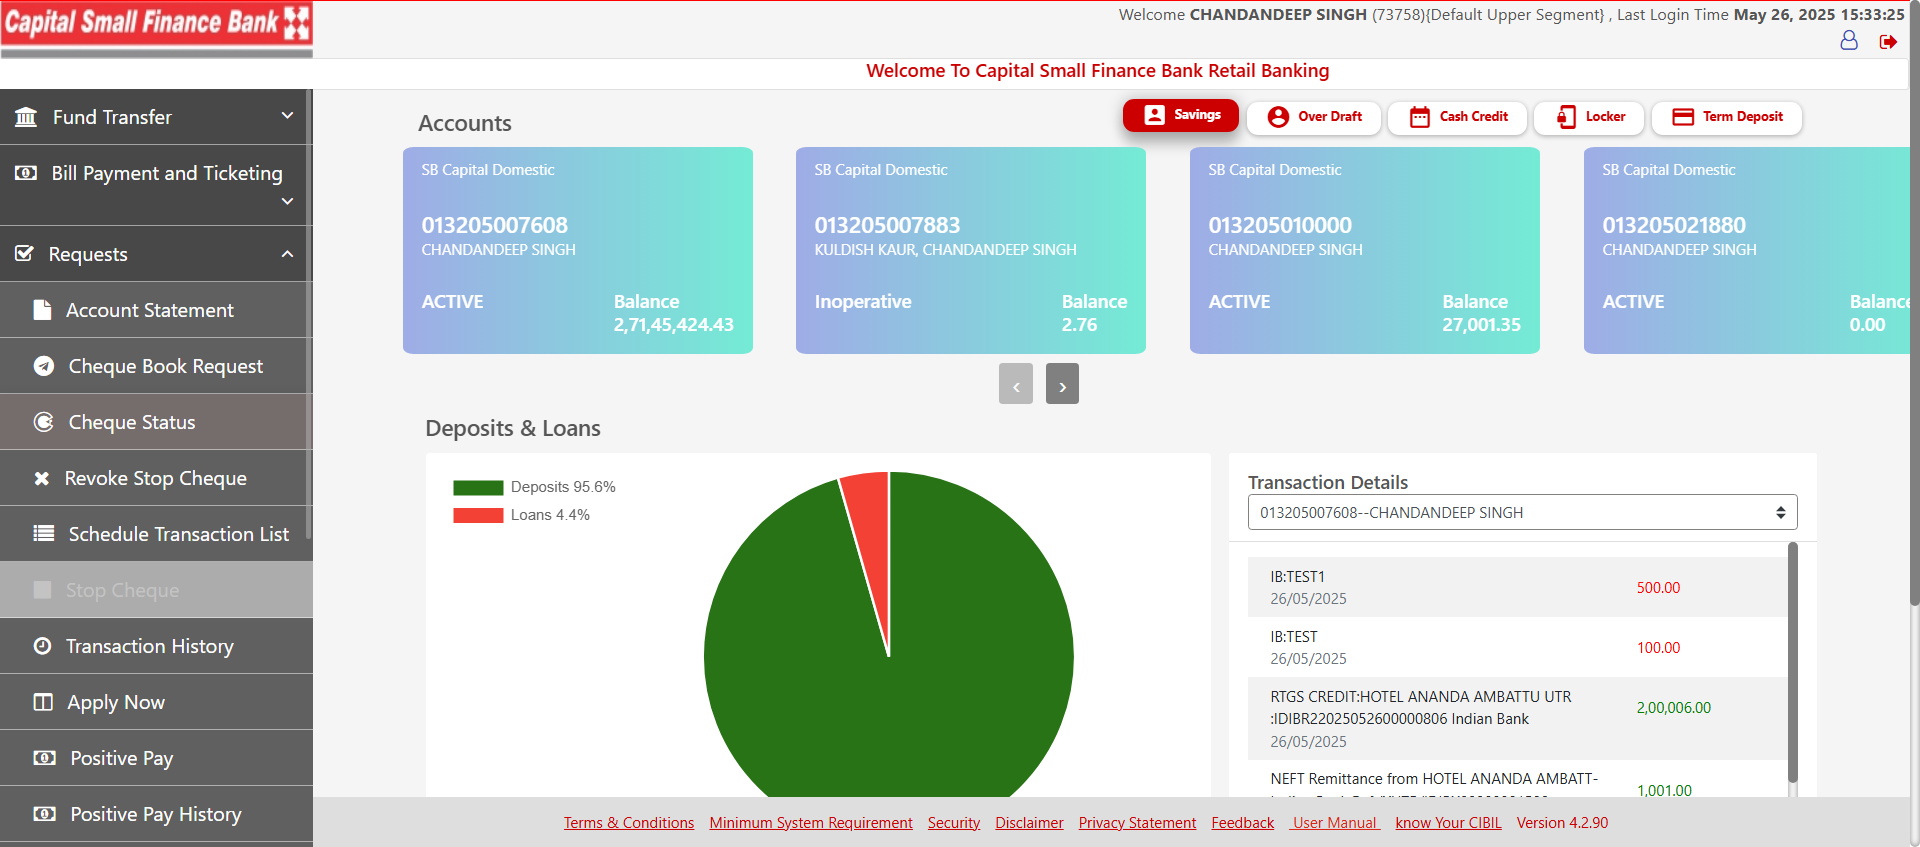 Capital Small Finance Bank
Welcome CHANDANDEEP SINGH (73758){Default Upper Segment} , Last Login Time May 26, 2025 15:33:25
Welcome To Capital Small Finance Bank Retail Banking
Fund Transfer
Bill Payment and Ticketing
Requests
Account Statement
Cheque Book Request
Cheque Status
Revoke Stop Cheque
Schedule Transaction List
Stop Cheque
Transaction History
Apply Now
Positive Pay
Positive Pay History
Accounts
Savings
Over Draft
Cash Credit
Locker
Term Deposit
SB Capital Domestic
013205007608
CHANDANDEEP SINGH
ACTIVE
Balance
2,71,45,424.43
SB Capital Domestic
013205007883
KULDISH KAUR, CHANDANDEEP SINGH
Inoperative
Balance
2.76
SB Capital Domestic
013205010000
CHANDANDEEP SINGH
ACTIVE
Balance
27,001.35
SB Capital Domestic
013205021880
CHANDANDEEP SINGH
ACTIVE
Balance
0.00
‹ ›
Deposits & Loans
Deposits 95.6%
Loans 4.4%
Transaction Details
013205007608--CHANDANDEEP SINGH
IB:TEST1
26/05/2025
500.00
IB:TEST
26/05/2025
100.00
RTGS CREDIT:HOTEL ANANDA AMBATTU UTR
:IDIBR22025052600000806 Indian Bank
26/05/2025
2,00,006.00
NEFT Remittance from HOTEL ANANDA AMBATT-
1,001.00
Terms & Conditions Minimum System Requirement Security Disclaimer Privacy Statement Feedback User Manual know Your CIBIL Version 4.2.90